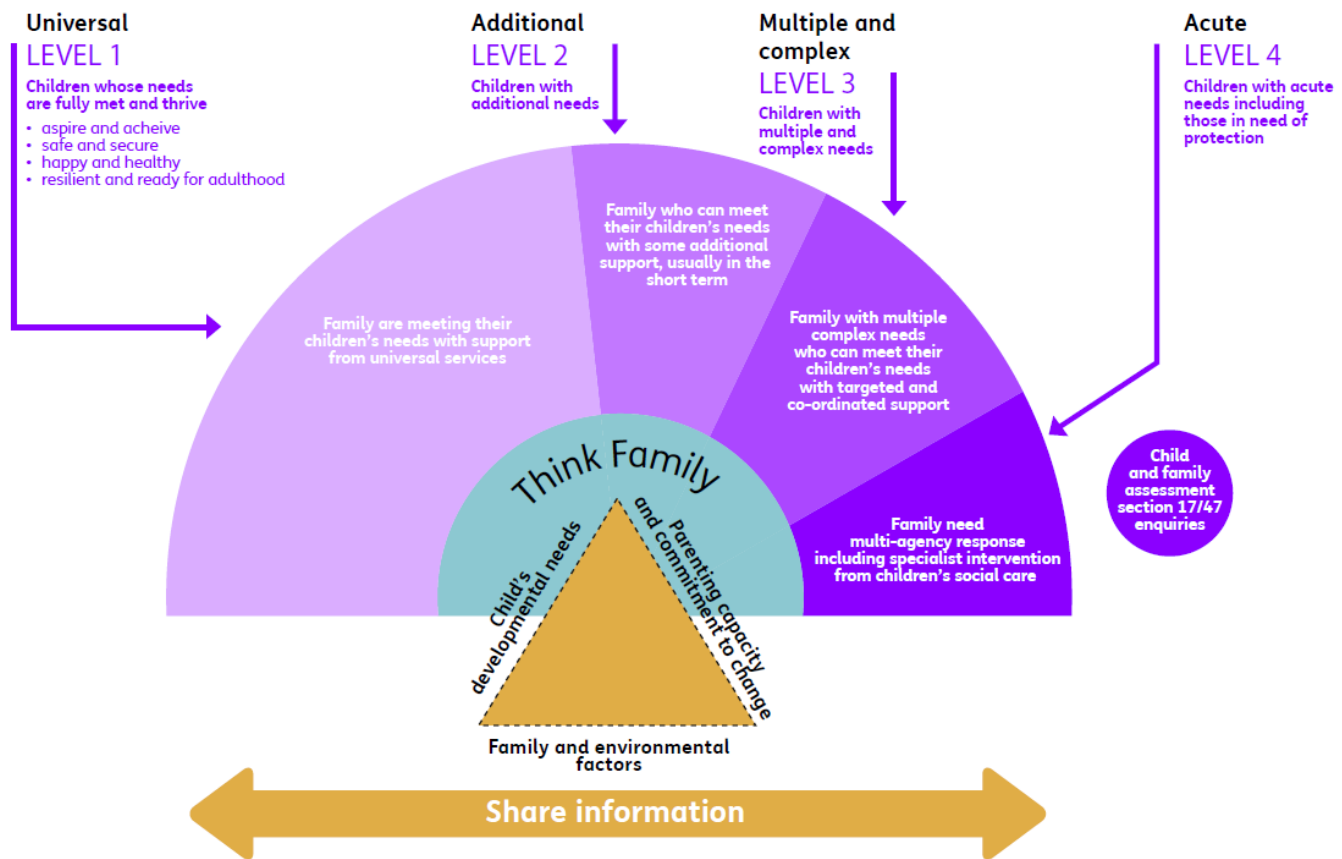 Universal
LEVEL 1
Children whose needs
are fully met and thrive
• aspire and acheive
• safe and secure
• happy and healthy
• resilient and ready for adulthood
Additional
LEVEL 2
Children with
additional needs
Multiple and
complex
LEVEL 3
Children with
multiple and
complex needs
Acute
LEVEL 4
Children with acute
needs including
those in need of
protection
Family are meeting their
children's needs with support
from universal services
Family who can meet
their children's needs
with some additional
support, usually in the
short term
Family with multiple
complex needs
who can meet their
children's needs
with targeted and
co-ordinated support
Family need
multi-agency response
including specialist intervention
from children's social care
Child
and family
assessment
section 17/47
enquiries
Think Family
Child's
developmental needs
Parenting capacity
and commitment to change
Family and environmental
factors
Share information